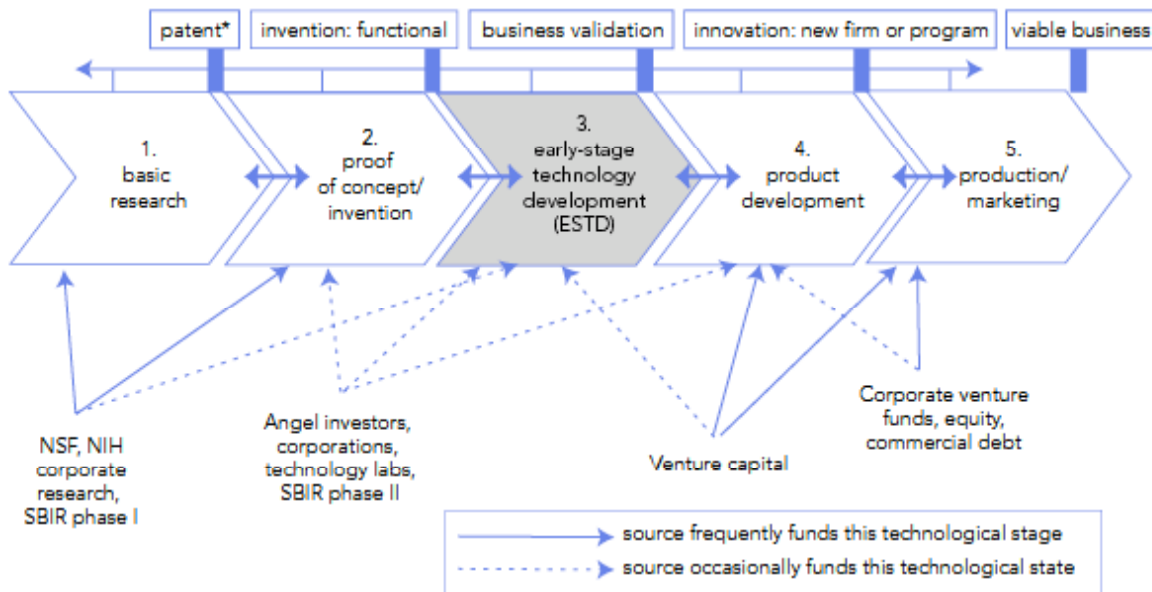 patent*
invention: functional
business validation
innovation: new firm or program
viable business
1.
basic
research
2.
proof
of concept/
invention
3.
early-stage
technology
development
(ESTD)
4.
product
development
5.
production/
marketing
NSF, NIH
corporate
research,
SBIR phase I
Angel investors,
corporations,
technology labs,
SBIR phase II
Venture capital
Corporate venture
funds, equity,
commercial debt
source frequently funds this technological stage
source occasionally funds this technological state